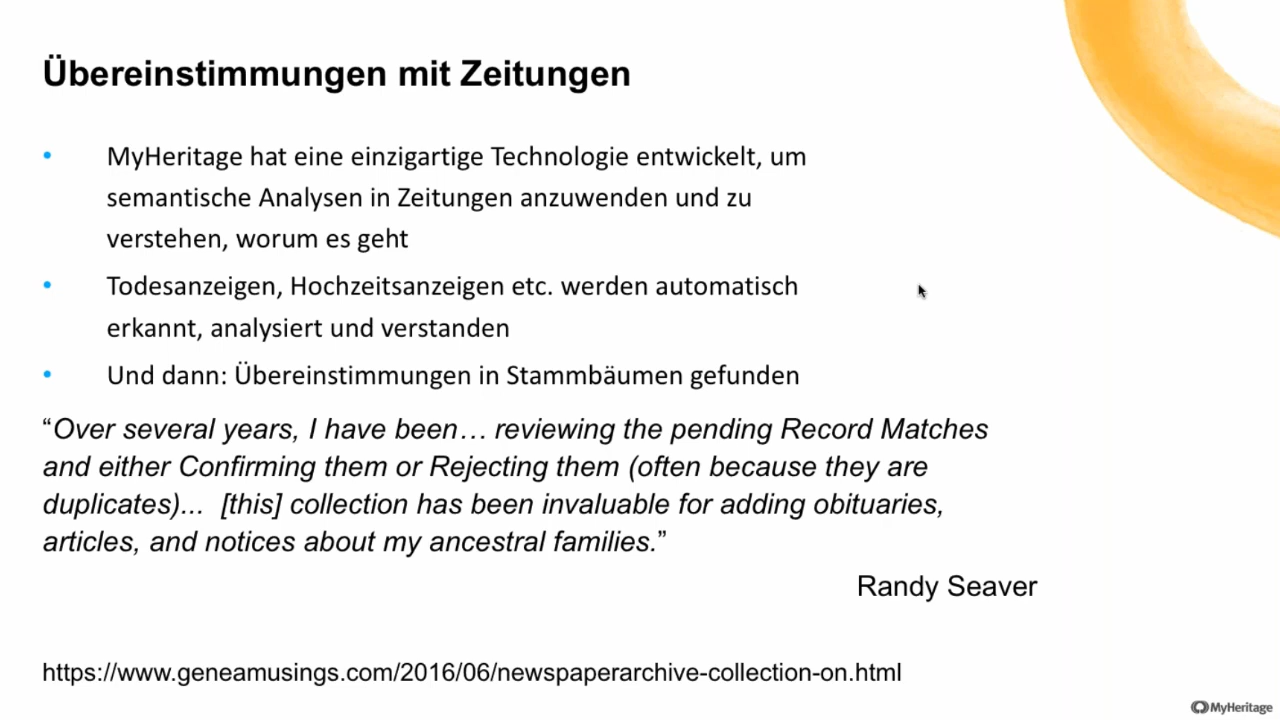 Übereinstimmungen mit Zeitungen
• MyHeritage hat eine einzigartige Technologie entwickelt, um
semantische Analysen in Zeitungen anzuwenden und zu
verstehen, worum es geht
• Todesanzeigen, Hochzeitsanzeigen etc. werden automatisch
erkannt, analysiert und verstanden
• Und dann: Übereinstimmungen in Stammbäumen gefunden
“Over several years, I have been… reviewing the pending Record Matches
and either Confirming them or Rejecting them (often because they are
duplicates)... [this] collection has been invaluable for adding obituaries,
articles, and notices about my ancestral families.”
Randy Seaver
https://www.geneamusings.com/2016/06/newspaperarchive-collection-on.html
MyHeritage